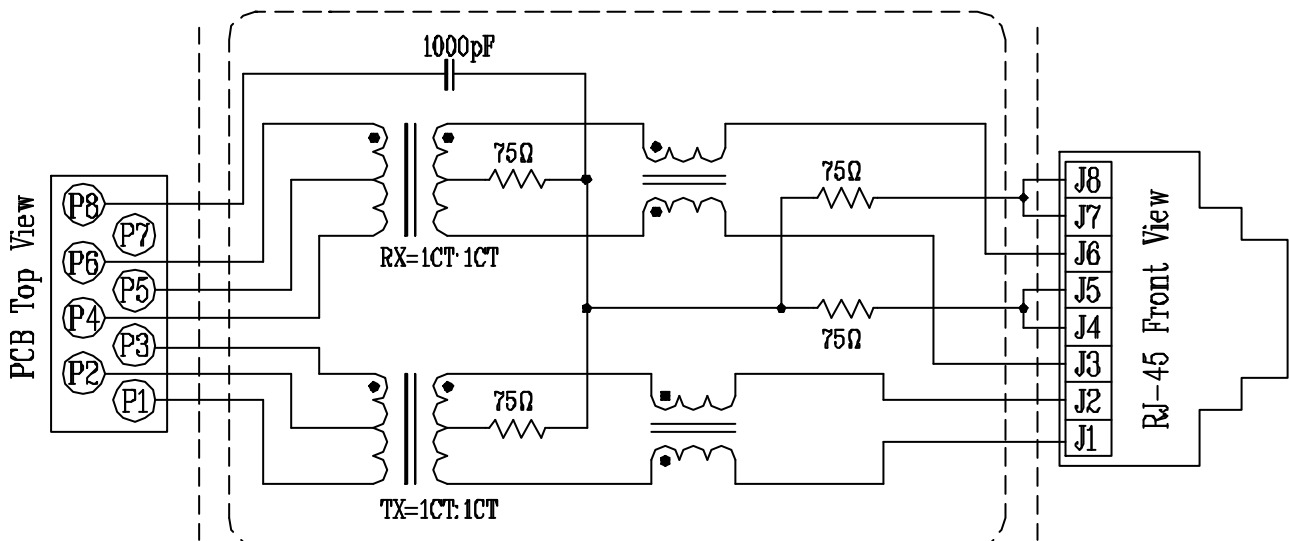 1000pF
75Ω
75Ω
RX=1CT:1CT
75Ω
75Ω
75Ω
TX=1CT:1CT
PCB Top View
P8
P7
P6
P5
P4
P3
P2
P1
J8
J7
J6
J5
J4
J3
J2
J1
RJ-45 Front View